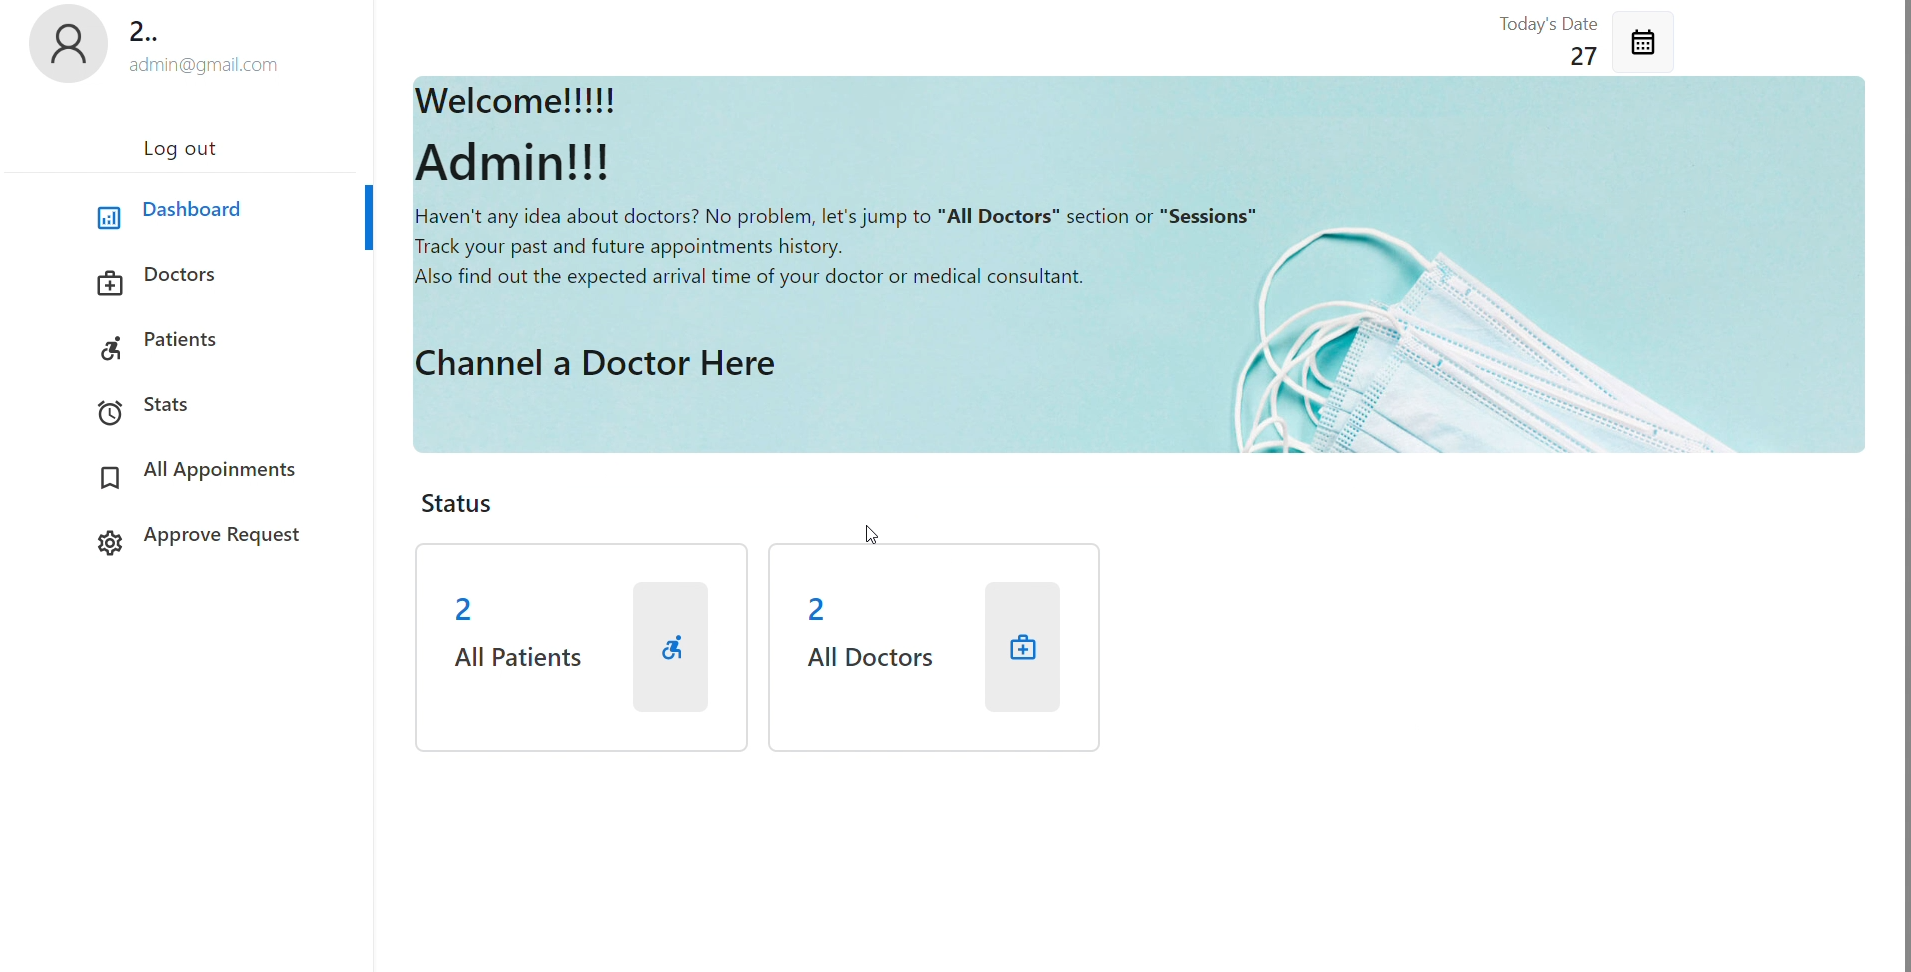 2..
admin@gmail.com
Log out
Dashboard
Doctors
Patients
Stats
All Appoinments
Approve Request
Today's Date
27
Welcome!!!!!
Admin!!!
Haven't any idea about doctors? No problem, let's jump to "All Doctors" section or "Sessions"
Track your past and future appointments history.
Also find out the expected arrival time of your doctor or medical consultant.
Channel a Doctor Here
Status
2
All Patients
2
All Doctors